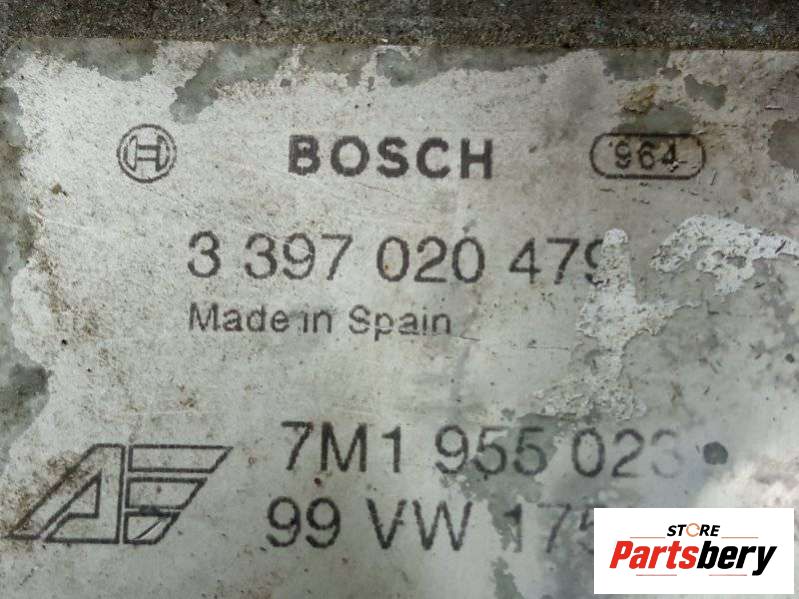 BOSCH 964
3 397 020 479
Made in Spain
7M1 955 023
99 VW
STORE
Partsbery